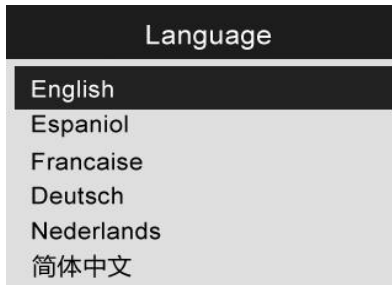 Language
English
Espaniol
Francaise
Deutsch
Nederlands
简体中文